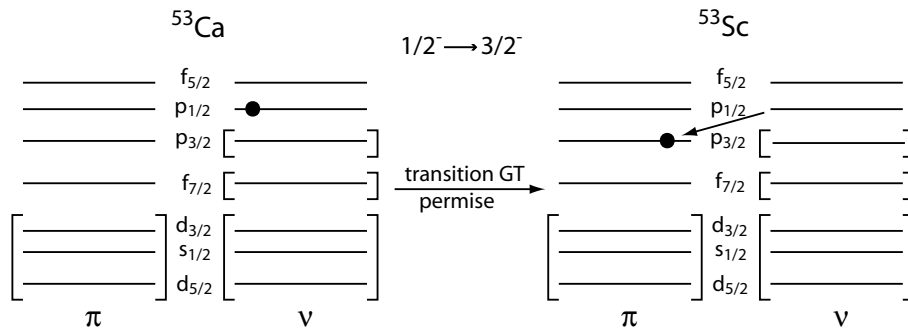 ⁵³Ca
⁵³Sc
1/2⁻ ⟶ 3/2⁻
f₅/₂
p₁/₂
p₃/₂
f₇/₂
d₃/₂
s₁/₂
d₅/₂
π
ν
transition GT
permise
f₅/₂
p₁/₂
p₃/₂
f₇/₂
d₃/₂
s₁/₂
d₅/₂
π
ν